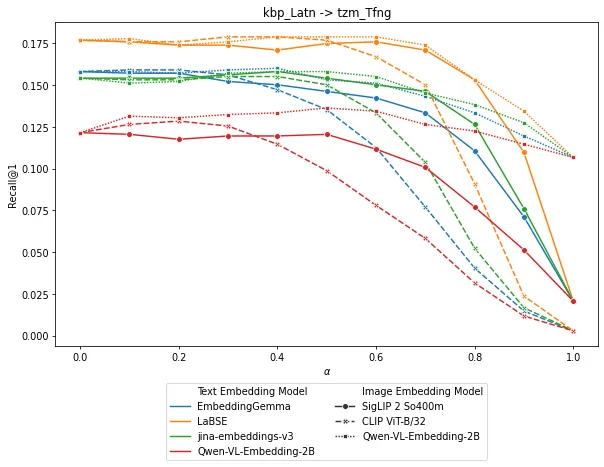 kbp_Latn -> tzm_Tfng
Recall@1
0.175
0.150
0.125
0.100
0.075
0.050
0.025
0.000
0.0
0.2
0.4
0.6
0.8
1.0
α
Text Embedding Model
EmbeddingGemma
LaBSE
jina-embeddings-v3
Qwen-VL-Embedding-2B
Image Embedding Model
SigLIP 2 So400m
CLIP ViT-B/32
Qwen-VL-Embedding-2B